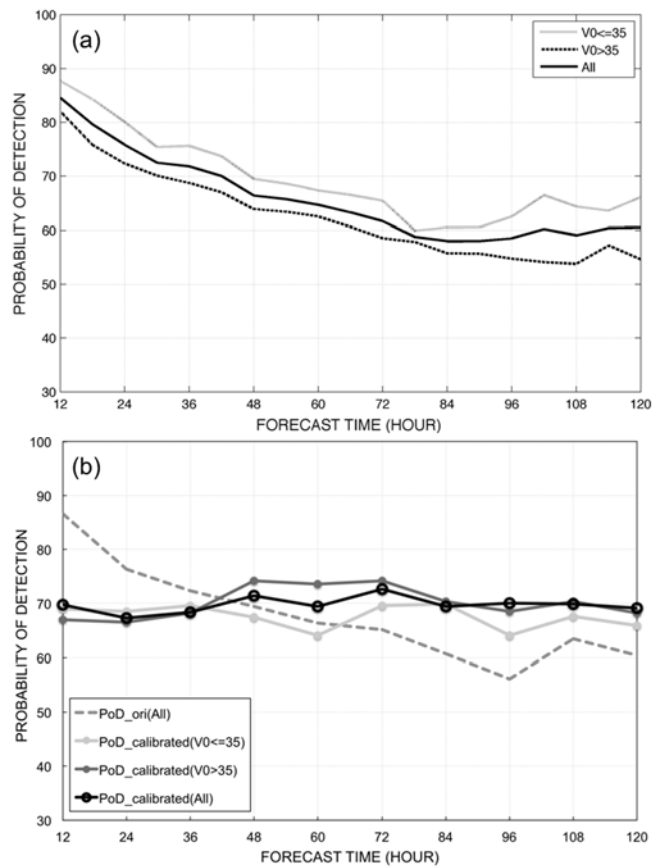 (a)
V0<=35
V0>35
All
PROBABILITY OF DETECTION
100
90
80
70
60
50
40
30
12 24 36 48 60 72 84 96 108 120
FORECAST TIME (HOUR)
(b)
PoD_ori(All)
PoD_calibrated(V0<=35)
PoD_calibrated(V0>35)
PoD_calibrated(All)
PROBABILITY OF DETECTION
100
90
80
70
60
50
40
30
12 24 36 48 60 72 84 96 108 120
FORECAST TIME (HOUR)